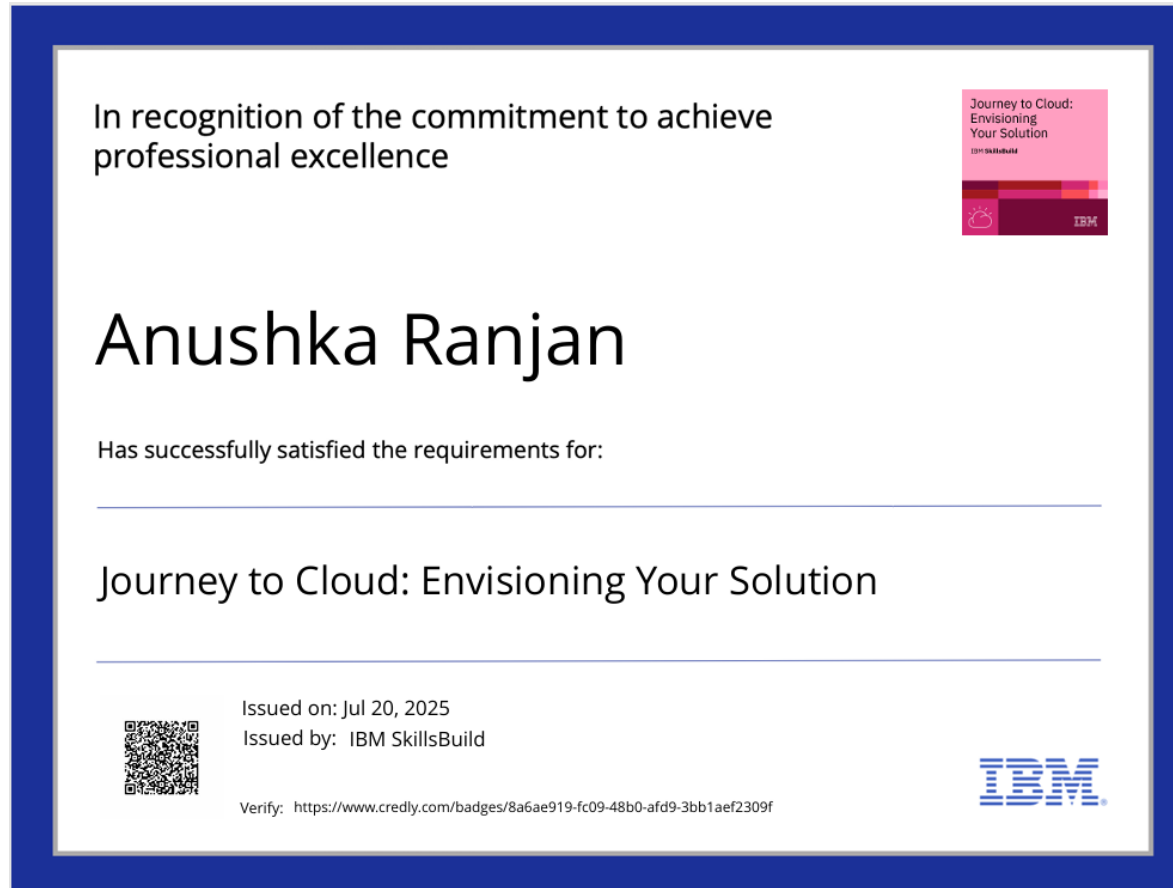 In recognition of the commitment to achieve
professional excellence
Journey to Cloud:
Envisioning
Your Solution
IBM SkillsBuild
IBM
Anushka Ranjan
Has successfully satisfied the requirements for:
Journey to Cloud: Envisioning Your Solution
Issued on: Jul 20, 2025
Issued by: IBM SkillsBuild
IBM®
Verify: https://www.credly.com/badges/8a6ae919-fc09-48b0-afd9-3bb1aef2309f